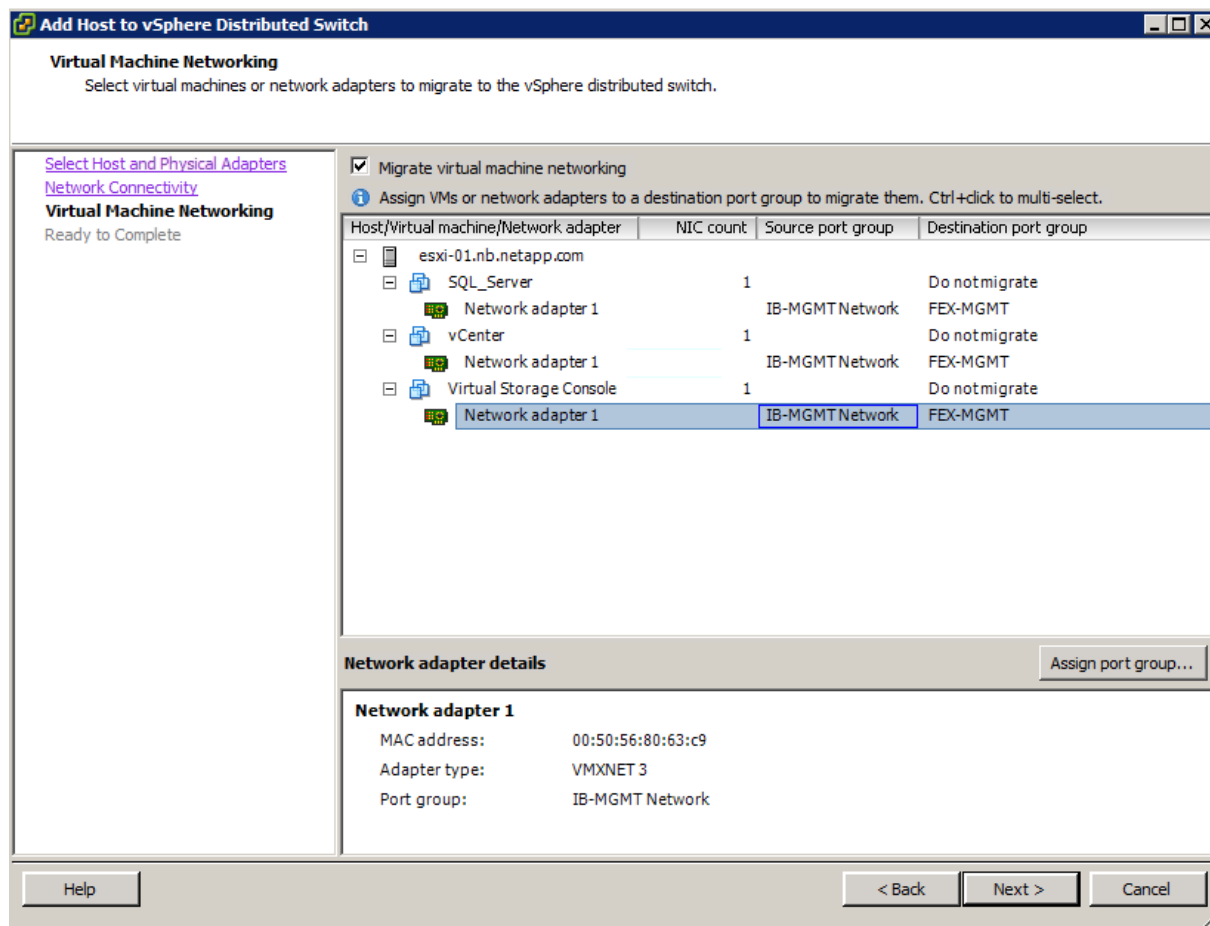 Add Host to vSphere Distributed Switch
Virtual Machine Networking
Select virtual machines or network adapters to migrate to the vSphere distributed switch.
Select Host and Physical Adapters
Network Connectivity
Virtual Machine Networking
Ready to Complete
Migrate virtual machine networking
Assign VMs or network adapters to a destination port group to migrate them. Ctrl+click to multi-select.
Host/Virtual machine/Network adapter NIC count Source port group Destination port group
esxi-01.nb.netapp.com
SQL_Server 1 Do not migrate
Network adapter 1 IB-MGMT Network FEX-MGMT
vCenter 1 Do not migrate
Network adapter 1 IB-MGMT Network FEX-MGMT
Virtual Storage Console 1 Do not migrate
Network adapter 1 IB-MGMT Network FEX-MGMT
Network adapter details Assign port group...
Network adapter 1
MAC address: 00:50:56:80:63:c9
Adapter type: VMXNET 3
Port group: IB-MGMT Network
Help < Back Next > Cancel